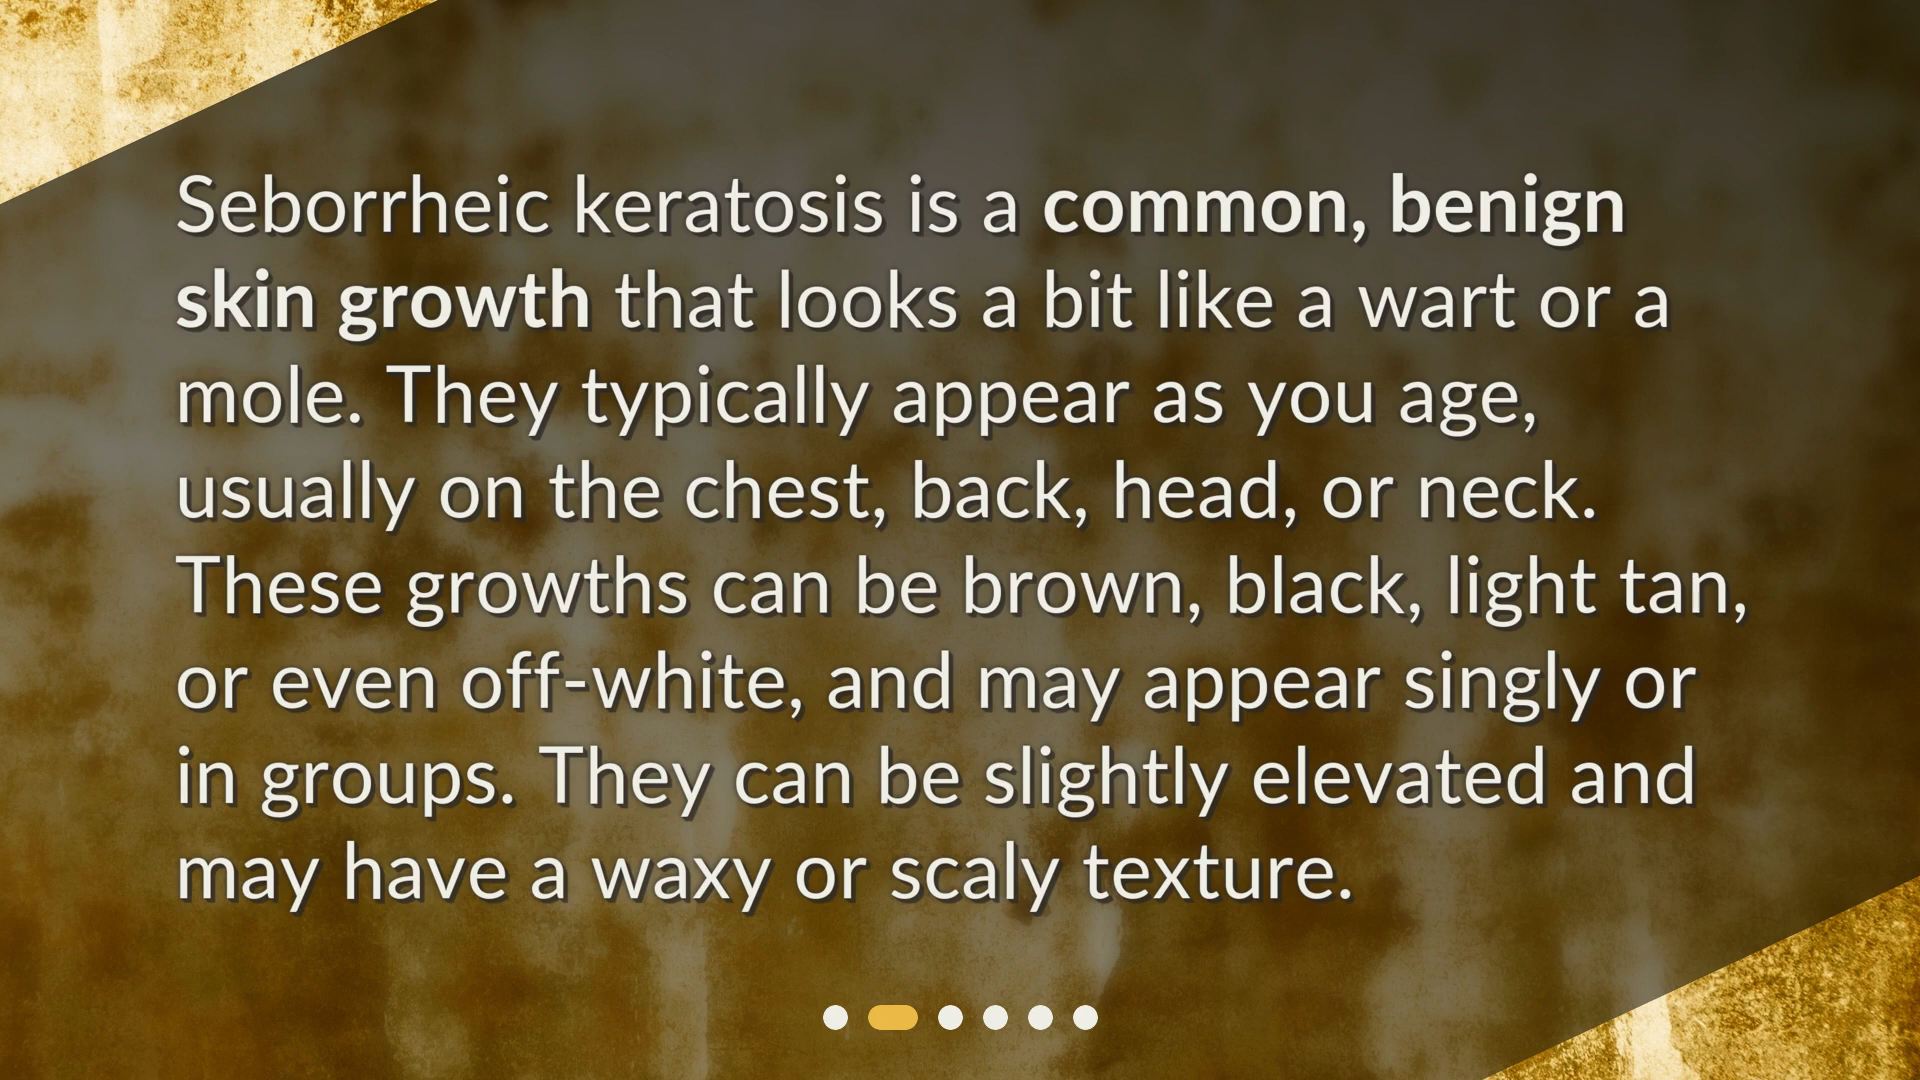 Seborrheic keratosis is a common, benign
skin growth that looks a bit like a wart or a
mole. They typically appear as you age,
usually on the chest, back, head, or neck.
These growths can be brown, black, light tan,
or even off-white, and may appear singly or
in groups. They can be slightly elevated and
may have a waxy or scaly texture.